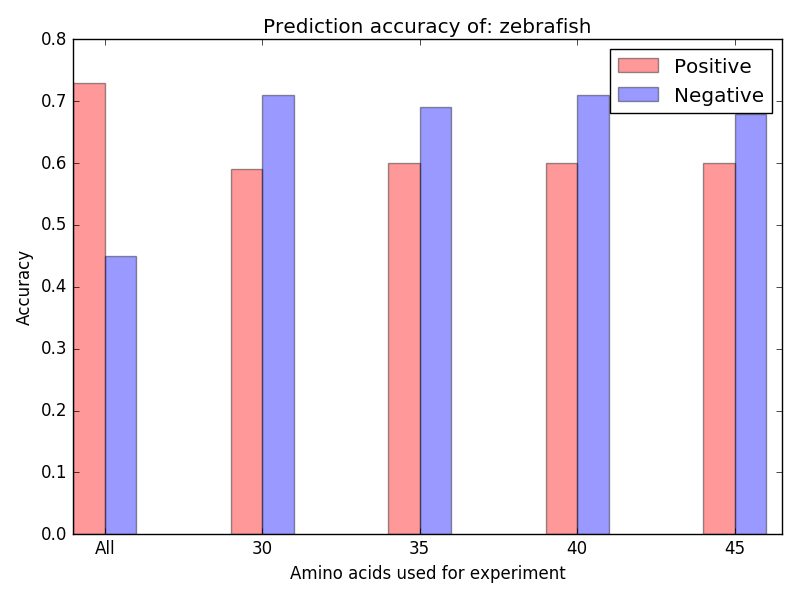 Prediction accuracy of: zebrafish
Positive
Negative
Accuracy
0.8
0.7
0.6
0.5
0.4
0.3
0.2
0.1
0.0
All 30 35 40 45
Amino acids used for experiment